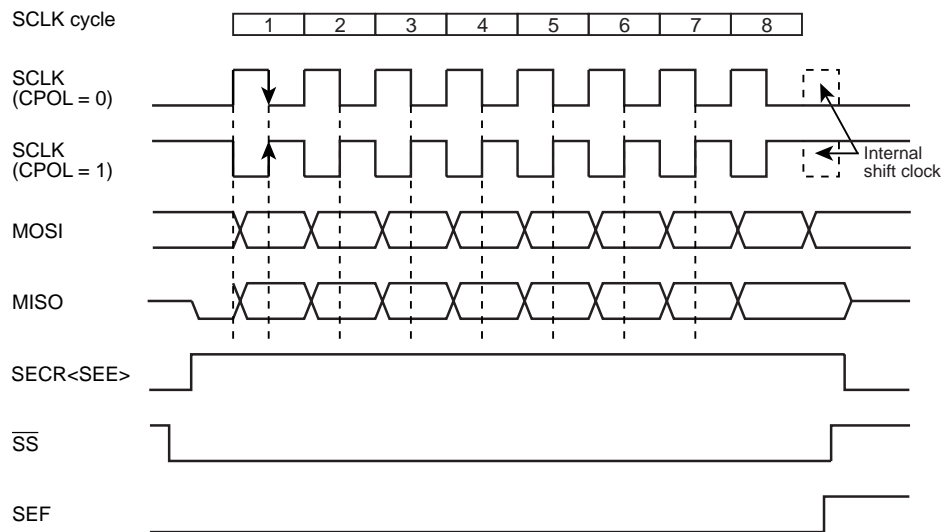 SCLK cycle
1 2 3 4 5 6 7 8
SCLK
(CPOL = 0)
SCLK
(CPOL = 1)
Internal
shift clock
MOSI
MISO
SECR<SEE>
SS
SEF